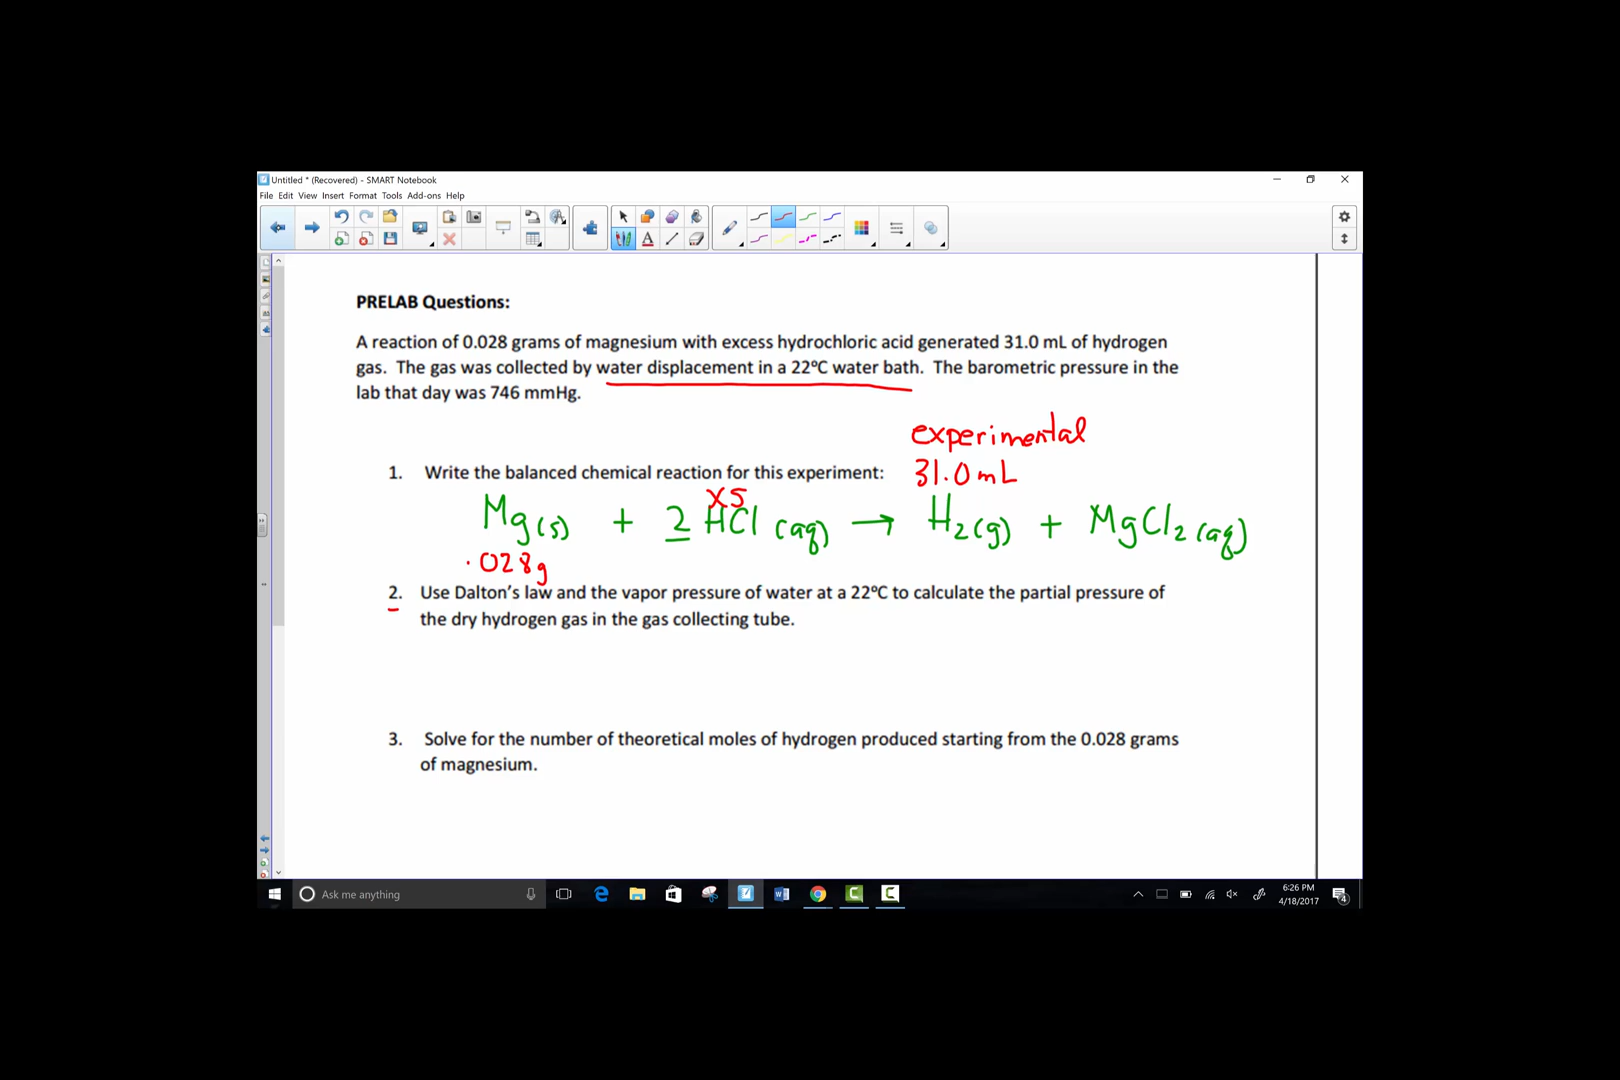 Untitled * (Recovered) - SMART Notebook
File Edit View Insert Format Tools Add-ons Help
PRELAB Questions:
A reaction of 0.028 grams of magnesium with excess hydrochloric acid generated 31.0 mL of hydrogen
gas. The gas was collected by water displacement in a 22ºC water bath. The barometric pressure in the
lab that day was 746 mmHg.
experimental
1. Write the balanced chemical reaction for this experiment: 31.0 mL
XS
Mg(s) + 2 HCl (aq) → H2(g) + MgCl2 (aq)
.028g
2. Use Dalton's law and the vapor pressure of water at a 22ºC to calculate the partial pressure of
the dry hydrogen gas in the gas collecting tube.
3. Solve for the number of theoretical moles of hydrogen produced starting from the 0.028 grams
of magnesium.
Ask me anything
6:26 PM
4/18/2017
4